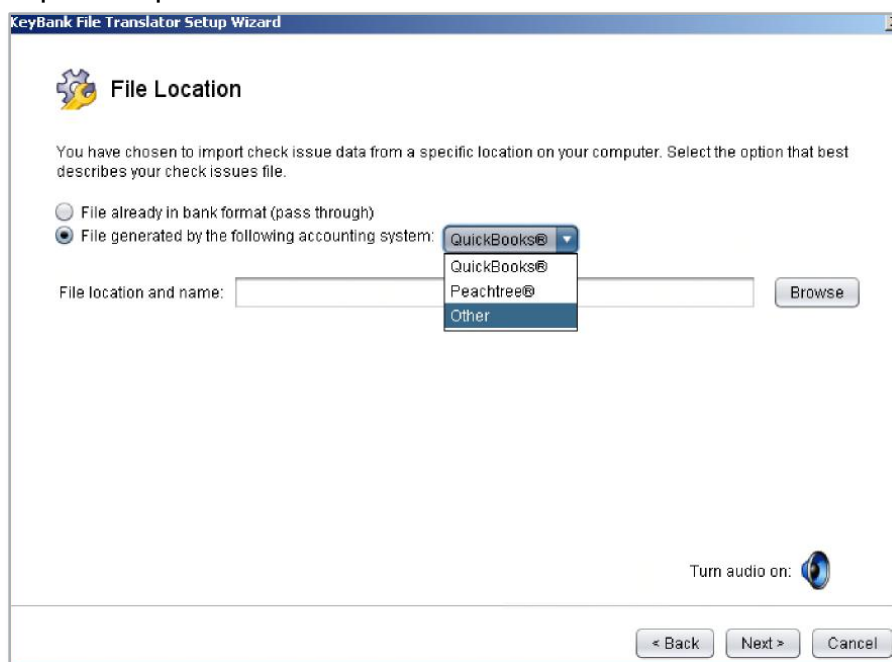 KeyBank File Translator Setup Wizard
File Location
You have chosen to import check issue data from a specific location on your computer. Select the option that best
describes your check issues file.
File already in bank format (pass through)
File generated by the following accounting system: QuickBooks®
QuickBooks®
Peachtree®
Other
File location and name: Browse
Turn audio on:
< Back Next > Cancel